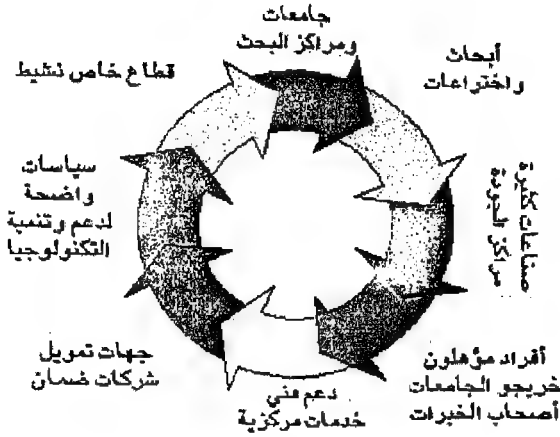 جامعات
ومراكز البحث
أبحاث
واختراعات
صناعات كثيرة
مراكز الجودة
أفراد مؤهلون
خريجو الجامعات
أصحاب الخبرات
دعم فني
خدمات مركزية
جهات تمويل
شركات ضمان
سياسات
واضحة
لدعم وتنمية
التكنولوجيا
قطاع خاص نشيط